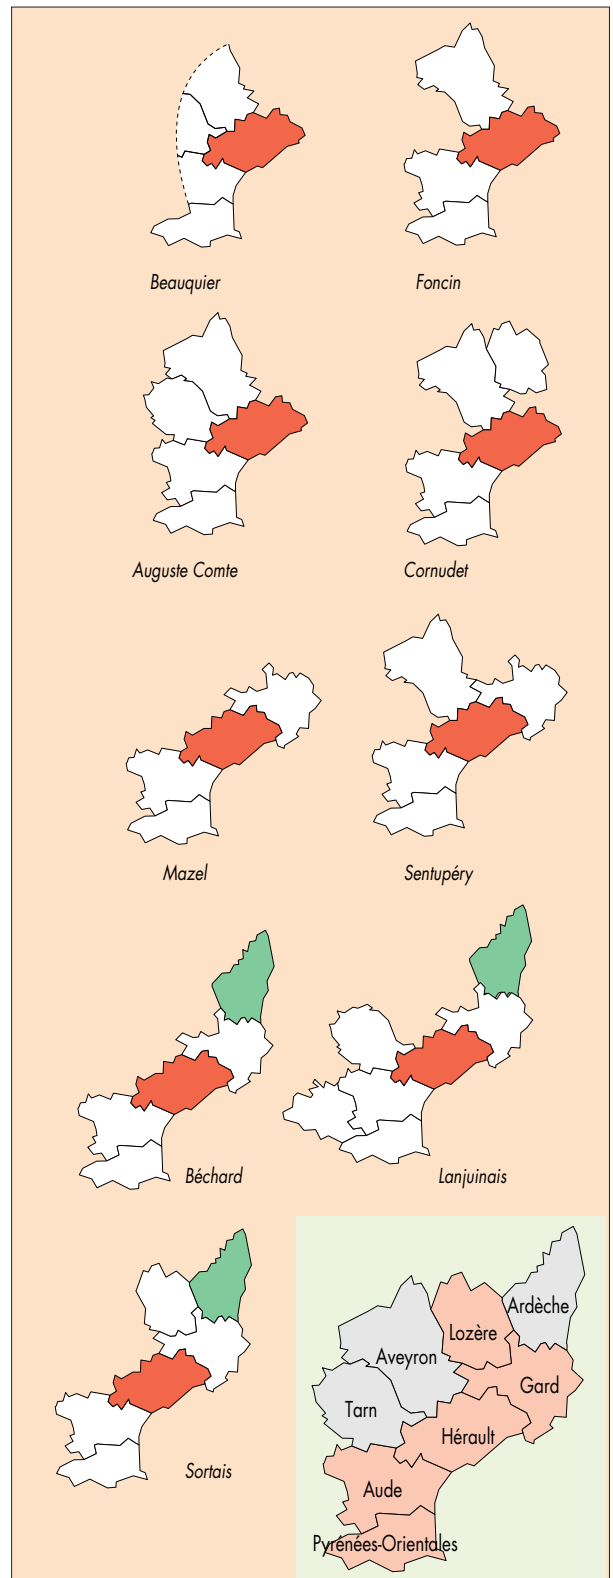 Beauquier
Foncin
Auguste Comte
Cornudet
Mazel
Sentupéry
Béchard
Lanjuinais
Sortais
Ardèche
Lozère
Aveyron
Gard
Tarn
Hérault
Aude
Pyrénées-Orientales